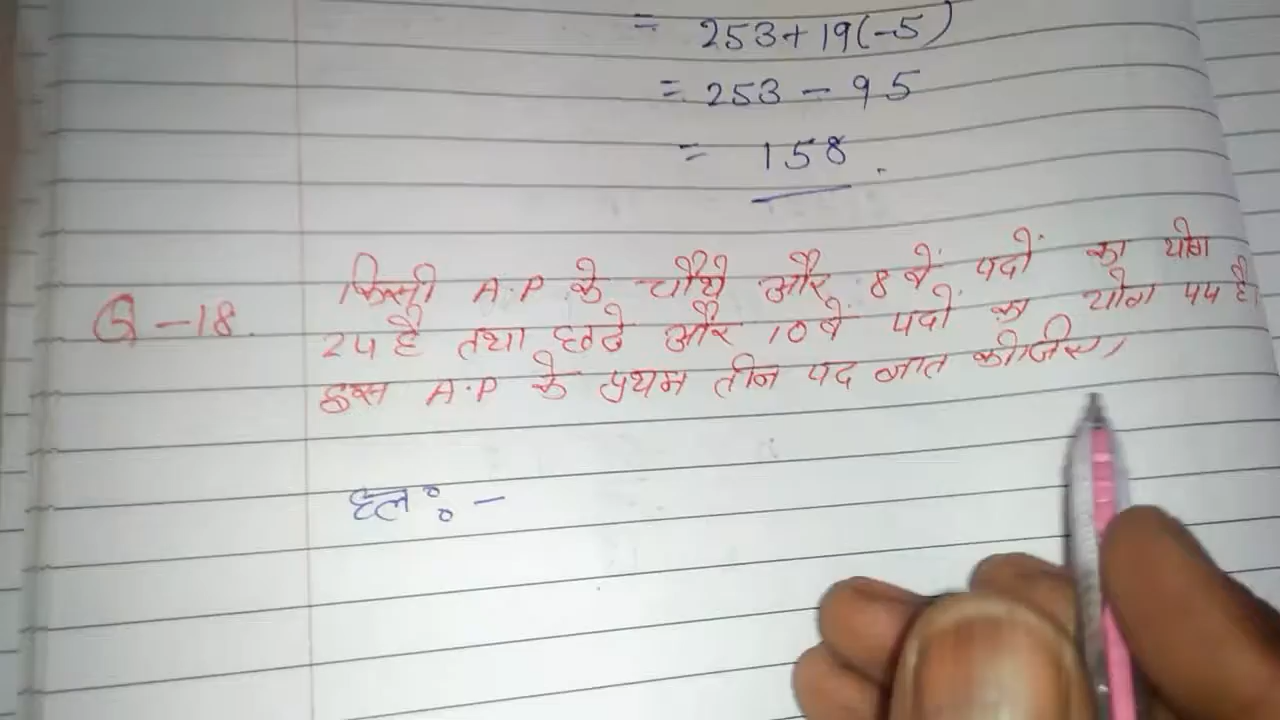 = 253+19(-5)
= 253 - 95
= 158.
Q-18. किसी A.P के चौथे और 8 वें पदों का योग
24 है तथा छठे और 10 वे पदों का योग 44 है।
इस A.P के प्रथम तीन पद ज्ञात कीजिए,
हल:-